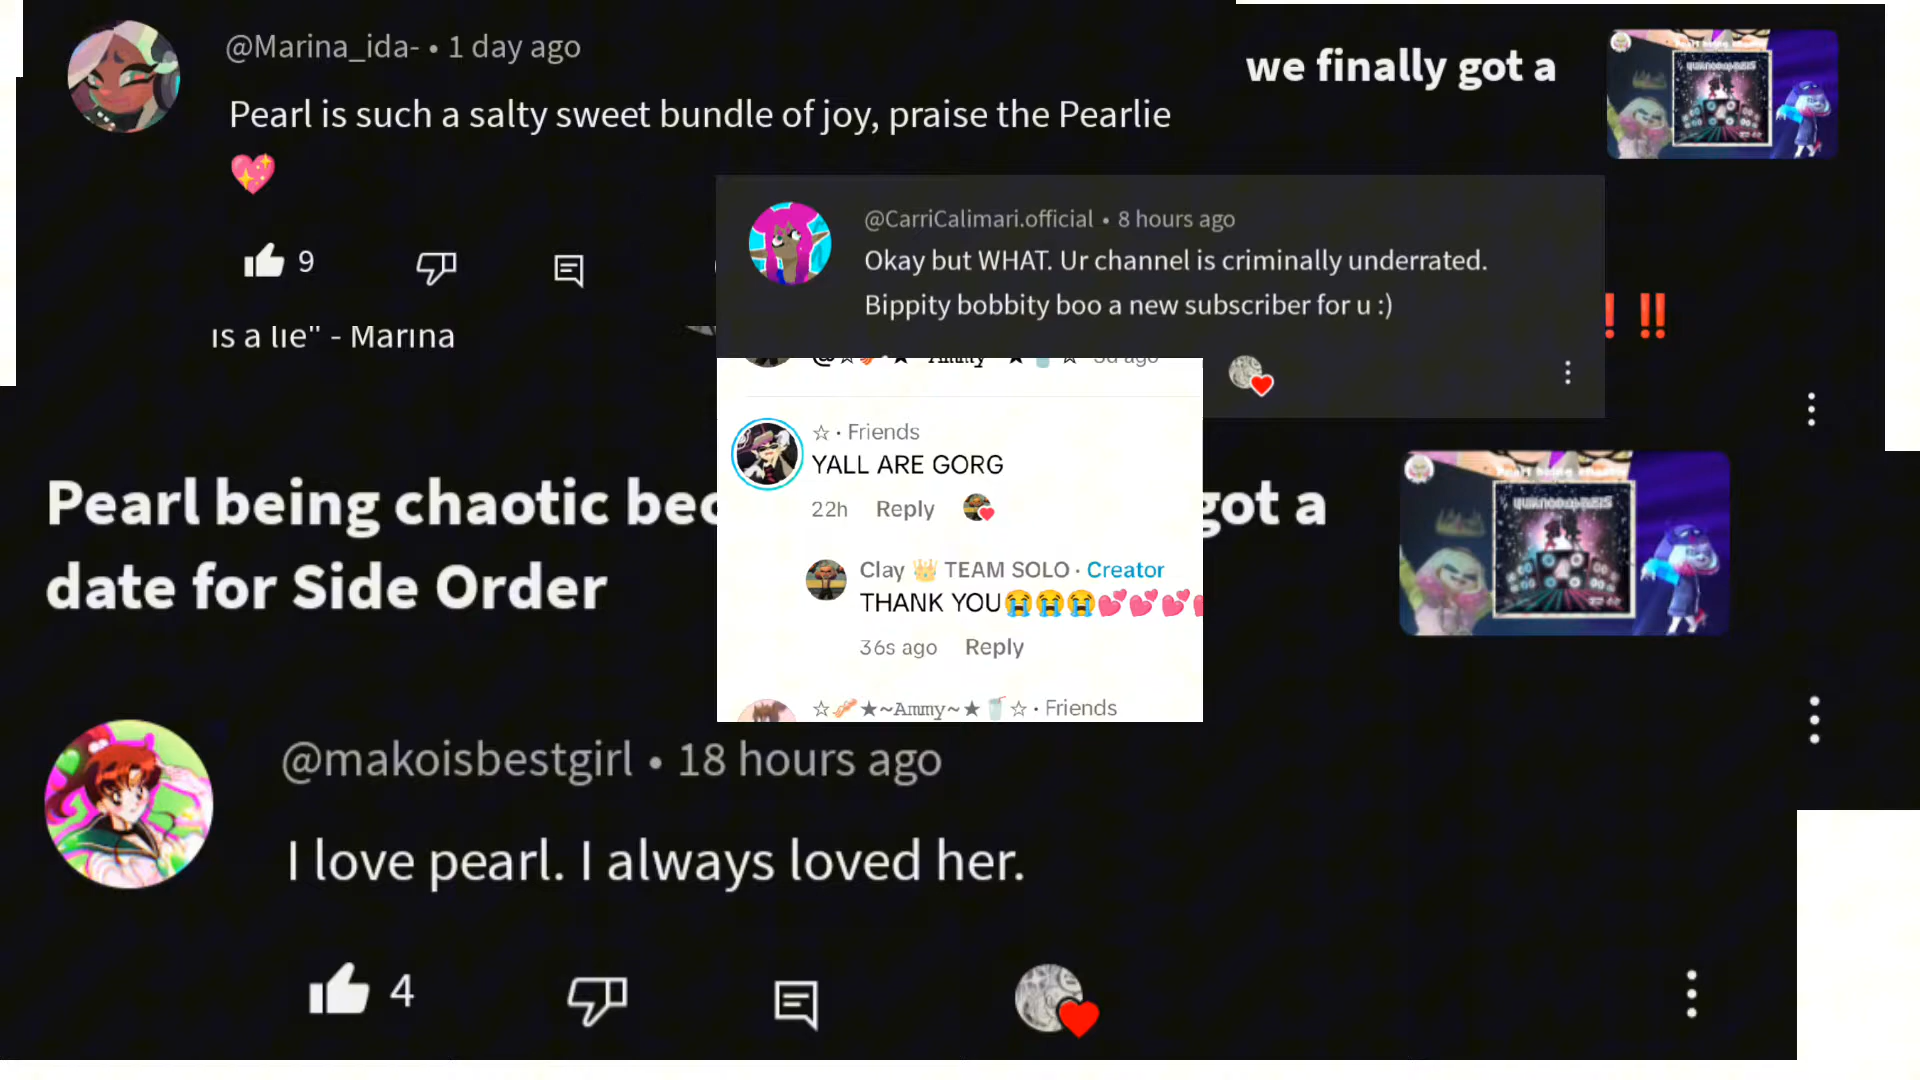 @Marina_ida- • 1 day ago
Pearl is such a salty sweet bundle of joy, praise the Pearlie
💖
9
is a lie" - Marina
we finally got a
@CarriCalimari.official • 8 hours ago
Okay but WHAT. Ur channel is criminally underrated.
Bippity bobbity boo a new subscriber for u :)
❗‼️
@☆🥓★~Ammy~★🥤☆ 3d ago
☆ · Friends
YALL ARE GORG
22h Reply
Clay 👑 TEAM SOLO · Creator
THANK YOU😭😭😭💕💕💕
36s ago Reply
☆🥓★~Ammy~★🥤☆ · Friends
Pearl being chaotic bec
got a
date for Side Order
@makoisbestgirl • 18 hours ago
I love pearl. I always loved her.
4